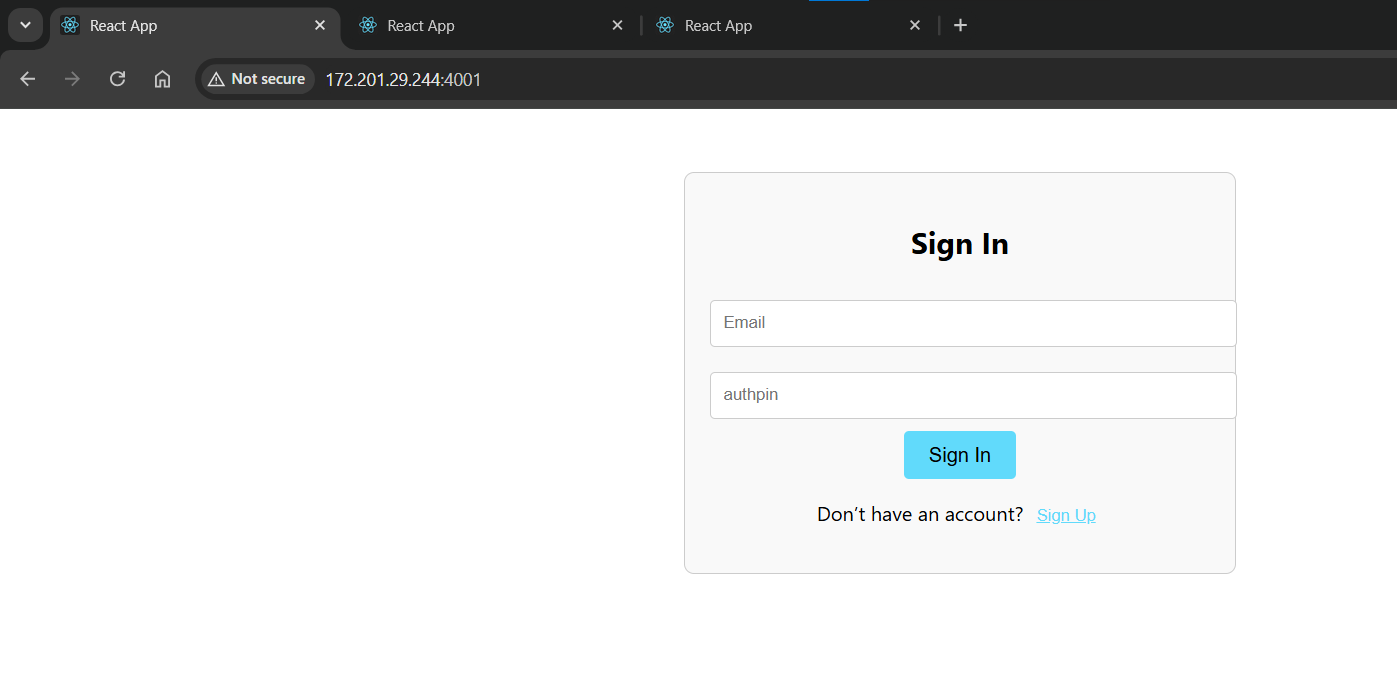 React App
React App
React App
Not secure
172.201.29.244:4001
Sign In
Email
authpin
Sign In
Don't have an account? Sign Up